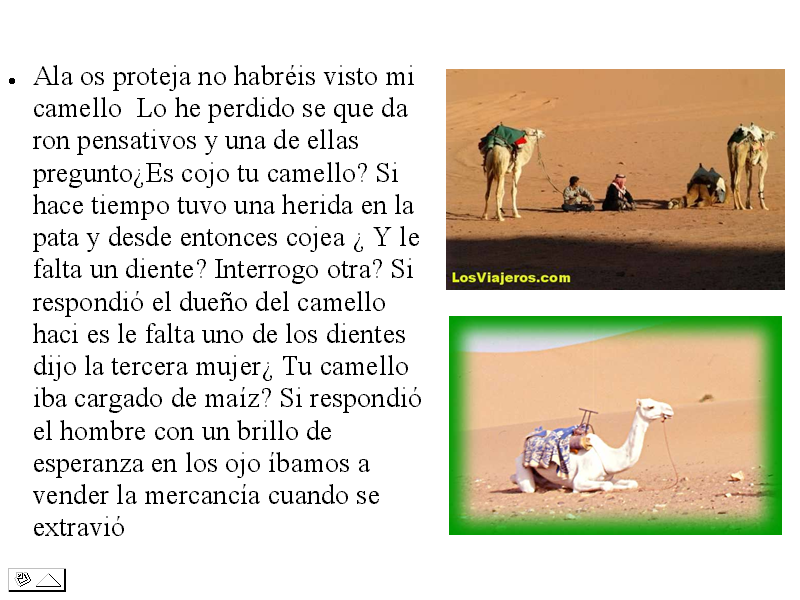 Ala os proteja no habréis visto mi
camello  Lo he perdido se que da
ron pensativos y una de ellas
pregunto¿Es cojo tu camello? Si
hace tiempo tuvo una herida en la
pata y desde entonces cojea ¿ Y le
falta un diente? Interrogo otra? Si
respondió el dueño del camello
haci es le falta uno de los dientes
dijo la tercera mujer¿ Tu camello
iba cargado de maíz? Si respondió
el hombre con un brillo de
esperanza en los ojo íbamos a
vender la mercancía cuando se
extravió
LosViajeros.com